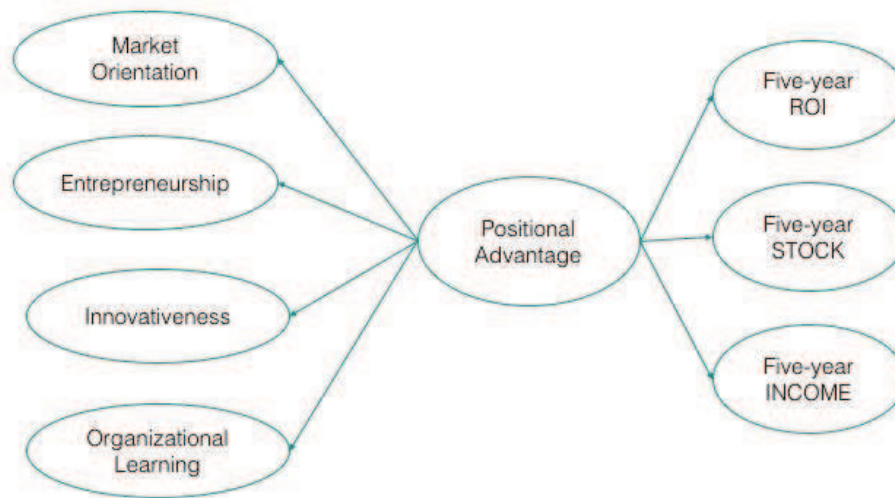 Market
Orientation
Entrepreneurship
Innovativeness
Organizational
Learning
Positional
Advantage
Five-year
ROI
Five-year
STOCK
Five-year
INCOME